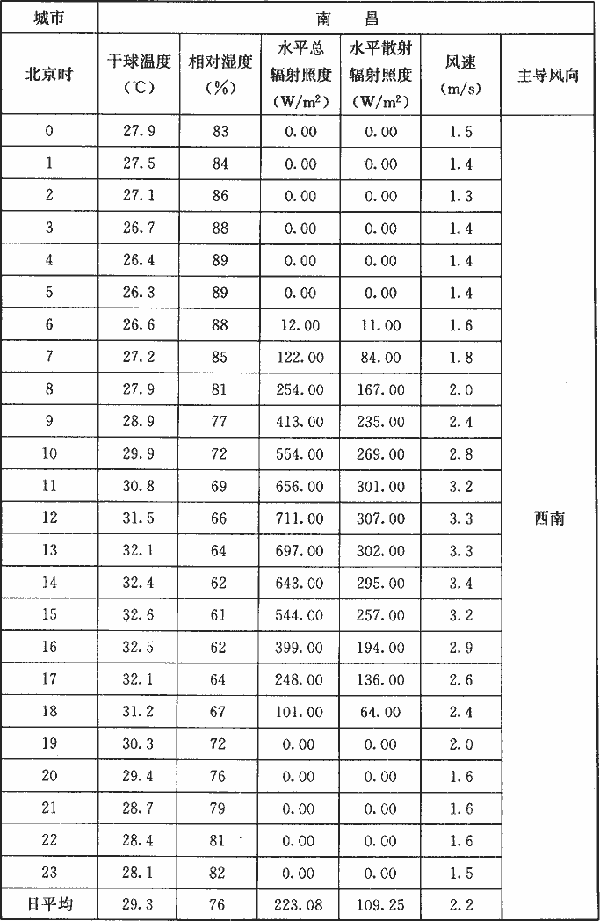 城市 南 昌
北京时 干球温度 (℃) 相对湿度 (%) 水平总 辐射照度 (W/m²) 水平散射 辐射照度 (W/m²) 风速 (m/s) 主导风向
0 27.9 83 0.00 0.00 1.5
1 27.5 84 0.00 0.00 1.4
2 27.1 86 0.00 0.00 1.3
3 26.7 88 0.00 0.00 1.4
4 26.4 89 0.00 0.00 1.4
5 26.3 89 0.00 0.00 1.4
6 26.6 88 12.00 11.00 1.6
7 27.2 85 122.00 84.00 1.8
8 27.9 81 254.00 167.00 2.0
9 28.9 77 413.00 235.00 2.4
10 29.9 72 554.00 269.00 2.8
11 30.8 69 656.00 301.00 3.2
12 31.5 66 711.00 307.00 3.3 西南
13 32.1 64 697.00 302.00 3.3
14 32.4 62 643.00 295.00 3.4
15 32.6 61 544.00 257.00 3.2
16 32.5 62 399.00 194.00 2.9
17 32.1 64 248.00 136.00 2.6
18 31.2 67 101.00 64.00 2.4
19 30.3 72 0.00 0.00 2.0
20 29.4 76 0.00 0.00 1.6
21 28.7 79 0.00 0.00 1.6
22 28.4 81 0.00 0.00 1.6
23 28.1 82 0.00 0.00 1.5
日平均 29.3 76 223.08 109.25 2.2